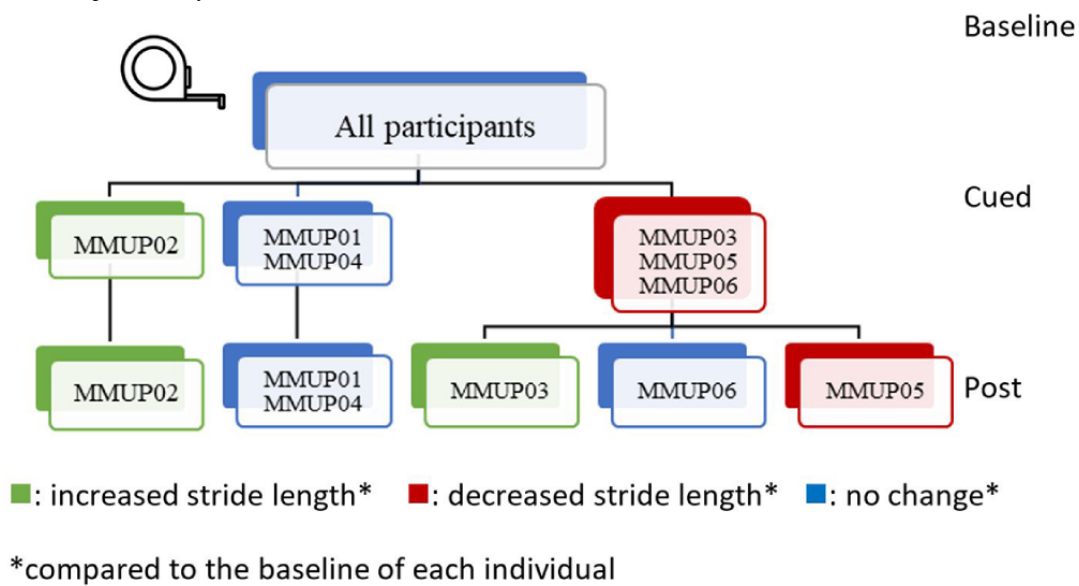 Baseline
All participants
Cued
MMUP02
MMUP01
MMUP04
MMUP03
MMUP05
MMUP06
MMUP02
MMUP01
MMUP04
MMUP03
MMUP06
MMUP05
Post
: increased stride length*
: decreased stride length*
: no change*
*compared to the baseline of each individual